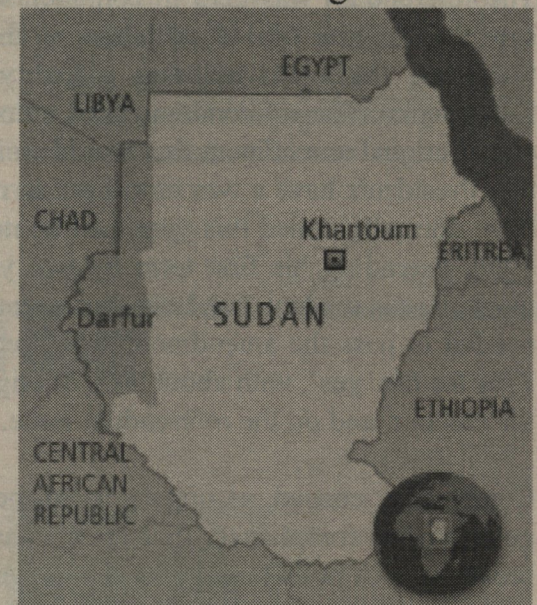 EGYPT
LIBYA
CHAD
Khartoum
ERITREA
Darfur
SUDAN
ETHIOPIA
CENTRAL
AFRICAN
REPUBLIC